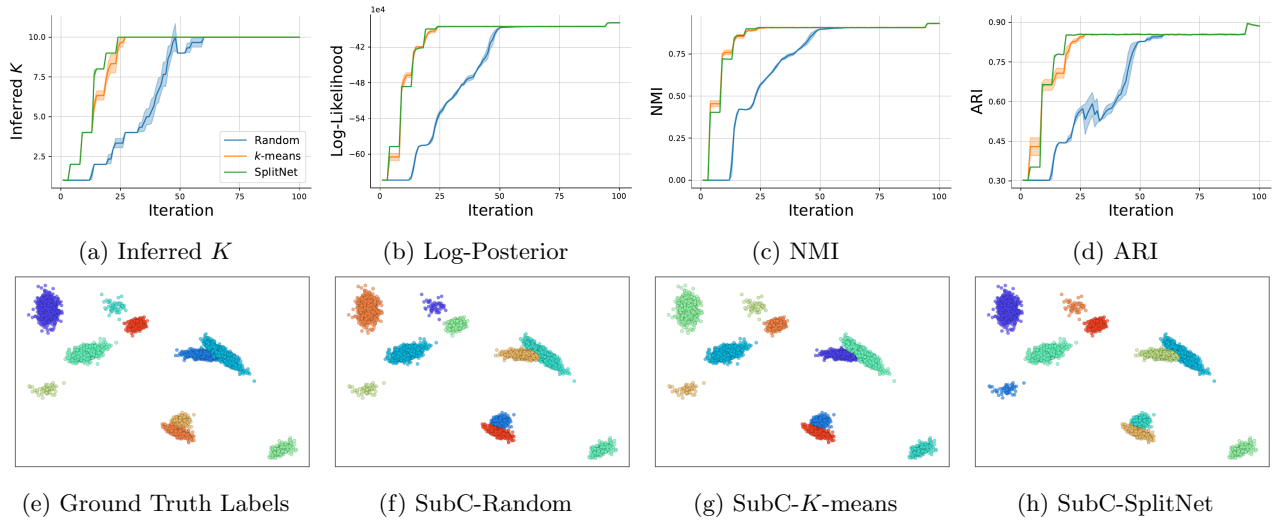 Inferred K
10.0
7.5
5.0
2.5
Random
k-means
SplitNet
0 25 50 75 100
Iteration
(a) Inferred K
1e4
Log-Likelihood
−42
−48
−54
−60
0 25 50 75 100
Iteration
(b) Log-Posterior
NMI
0.75
0.50
0.25
0.00
0 25 50 75 100
Iteration
(c) NMI
ARI
0.90
0.75
0.60
0.45
0.30
0 25 50 75 100
Iteration
(d) ARI
(e) Ground Truth Labels
(f) SubC-Random
(g) SubC-K-means
(h) SubC-SplitNet